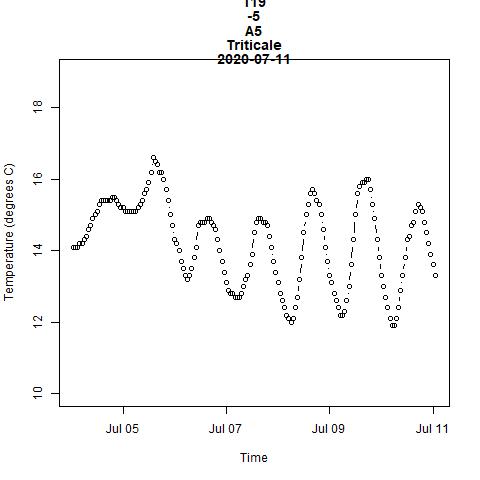 T19
-5
A5
Triticale
2020-07-11
Temperature (degrees C)
18
16
14
12
10
Jul 05 Jul 07 Jul 09 Jul 11
Time